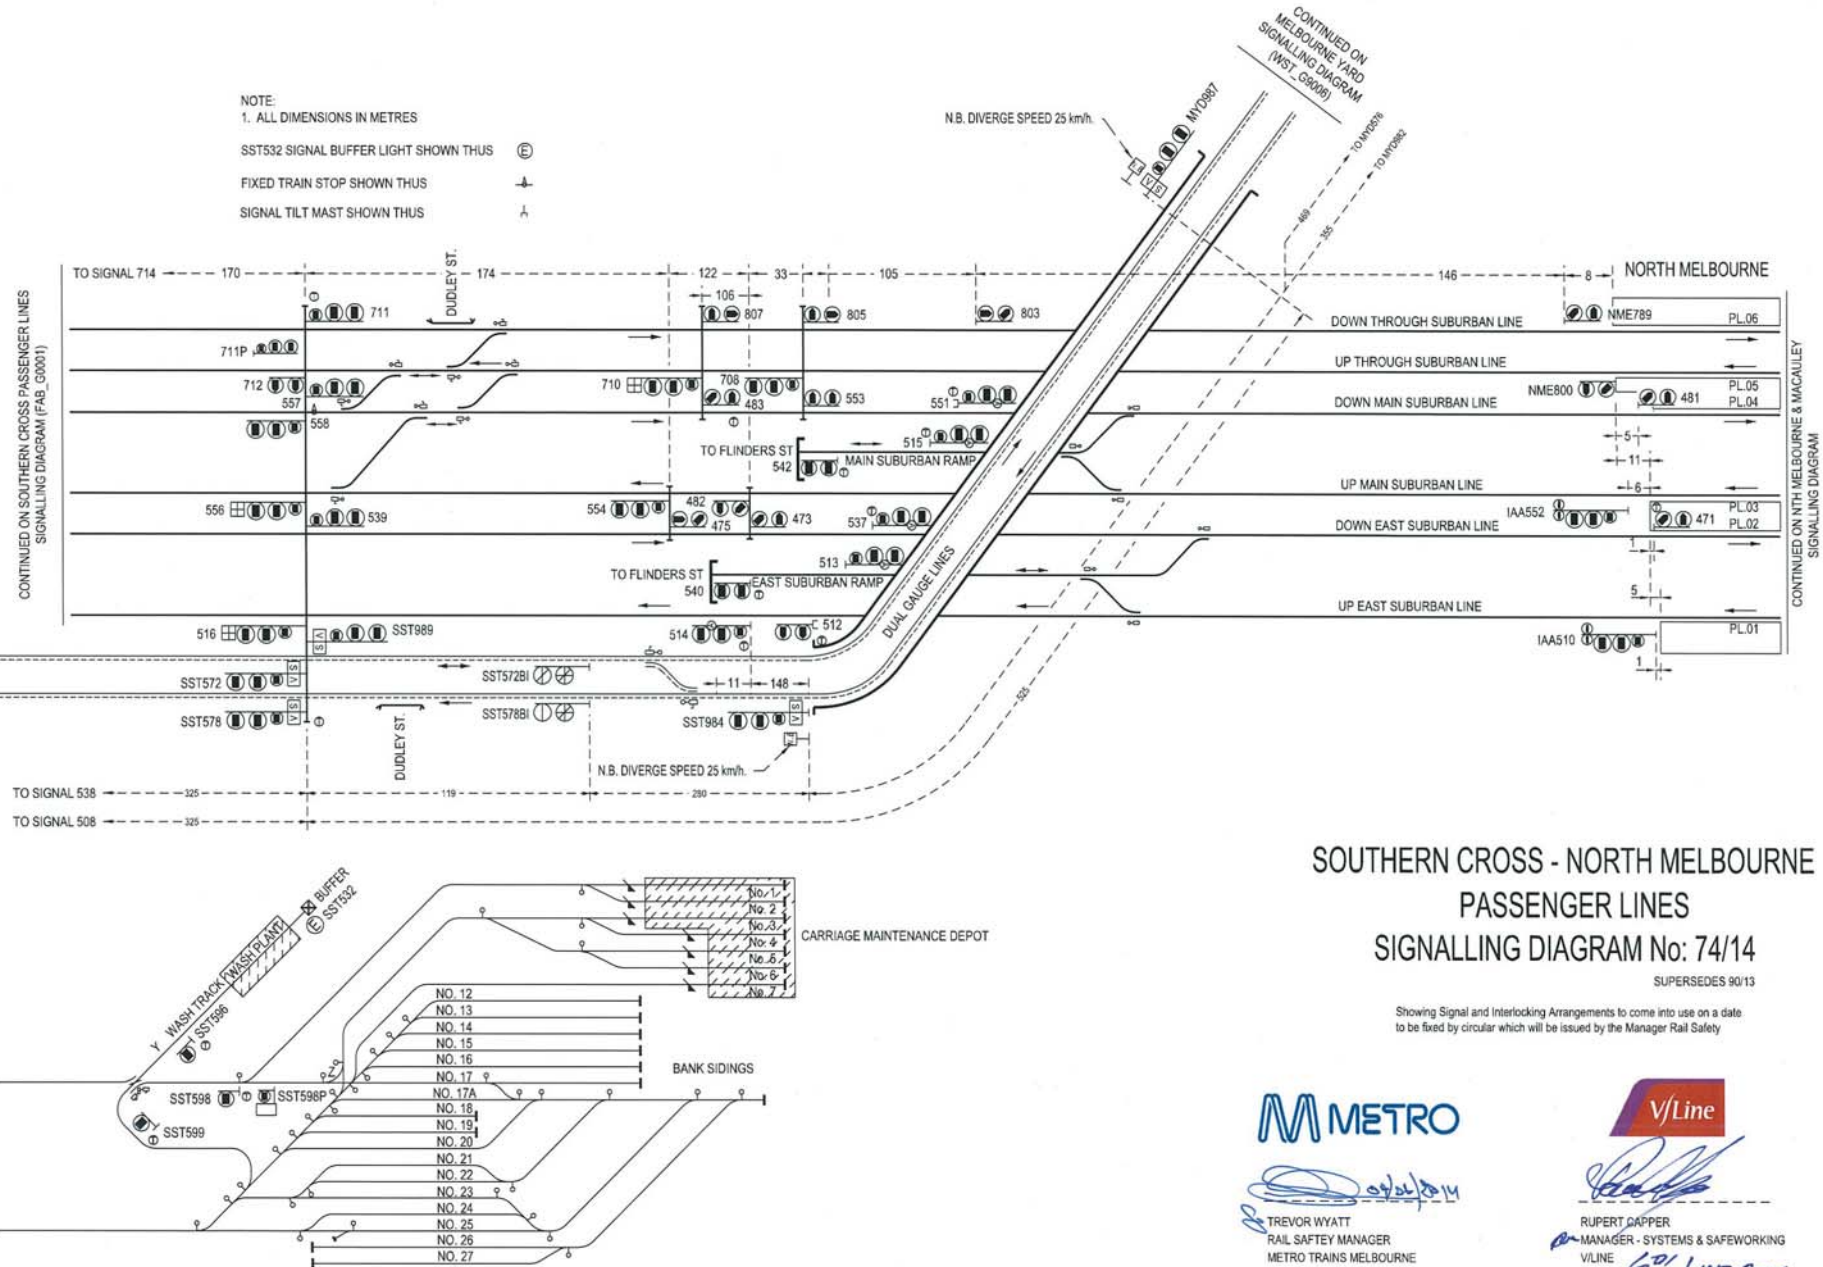 NOTE:
1. ALL DIMENSIONS IN METRES
SST532 SIGNAL BUFFER LIGHT SHOWN THUS E
FIXED TRAIN STOP SHOWN THUS
SIGNAL TILT MAST SHOWN THUS
CONTINUED ON
MELBOURNE YARD
SIGNALLING DIAGRAM
(WST_G9006)
N.B. DIVERGE SPEED 25 km/h.
MYD987
V S
TO MYD576
TO MYD982
469
355
CONTINUED ON SOUTHERN CROSS PASSENGER LINES
SIGNALLING DIAGRAM (FAB_G0001)
TO SIGNAL 714
170
DUDLEY ST.
174
122
33
105
146
8
NORTH MELBOURNE
106
711
807
805
803
NME789
PL.06
DOWN THROUGH SUBURBAN LINE
711P
UP THROUGH SUBURBAN LINE
712
557
558
710
708
483
553
551
DOWN MAIN SUBURBAN LINE
NME800
481
PL.05
PL.04
515
TO FLINDERS ST
542
MAIN SUBURBAN RAMP
5
11
6
UP MAIN SUBURBAN LINE
556
539
554
482
475
473
537
DOWN EAST SUBURBAN LINE
IAA552
471
PL.03
PL.02
513
1
TO FLINDERS ST
540
EAST SUBURBAN RAMP
DUAL GAUGE LINES
5
UP EAST SUBURBAN LINE
516
SST989
514
512
IAA510
PL.01
1
CONTINUED ON NTH MELBOURNE & MACAULEY
SIGNALLING DIAGRAM
SST572
SST572BI
11
148
SST578
SST578BI
SST984
525
DUDLEY ST.
N.B. DIVERGE SPEED 25 km/h.
TO SIGNAL 538
325
119
280
TO SIGNAL 508
325
BUFFER
SST532
E
WASH PLANT
WASH TRACK
SST596
Y
No. 1
No. 2
No. 3
No. 4
No. 5
No. 6
No. 7
CARRIAGE MAINTENANCE DEPOT
NO. 12
NO. 13
NO. 14
NO. 15
NO. 16
NO. 17
NO. 17A
NO. 18
NO. 19
NO. 20
NO. 21
NO. 22
NO. 23
NO. 24
NO. 25
NO. 26
NO. 27
BANK SIDINGS
Z
SST598
SST598P
SST599
SOUTHERN CROSS - NORTH MELBOURNE
PASSENGER LINES
SIGNALLING DIAGRAM No: 74/14
SUPERSEDES 90/13
Showing Signal and Interlocking Arrangements to come into use on a date
to be fixed by circular which will be issued by the Manager Rail Safety
METRO
V/Line
TREVOR WYATT
RAIL SAFTEY MANAGER
METRO TRAINS MELBOURNE
RUPERT CAPPER
MANAGER - SYSTEMS & SAFEWORKING
V/LINE